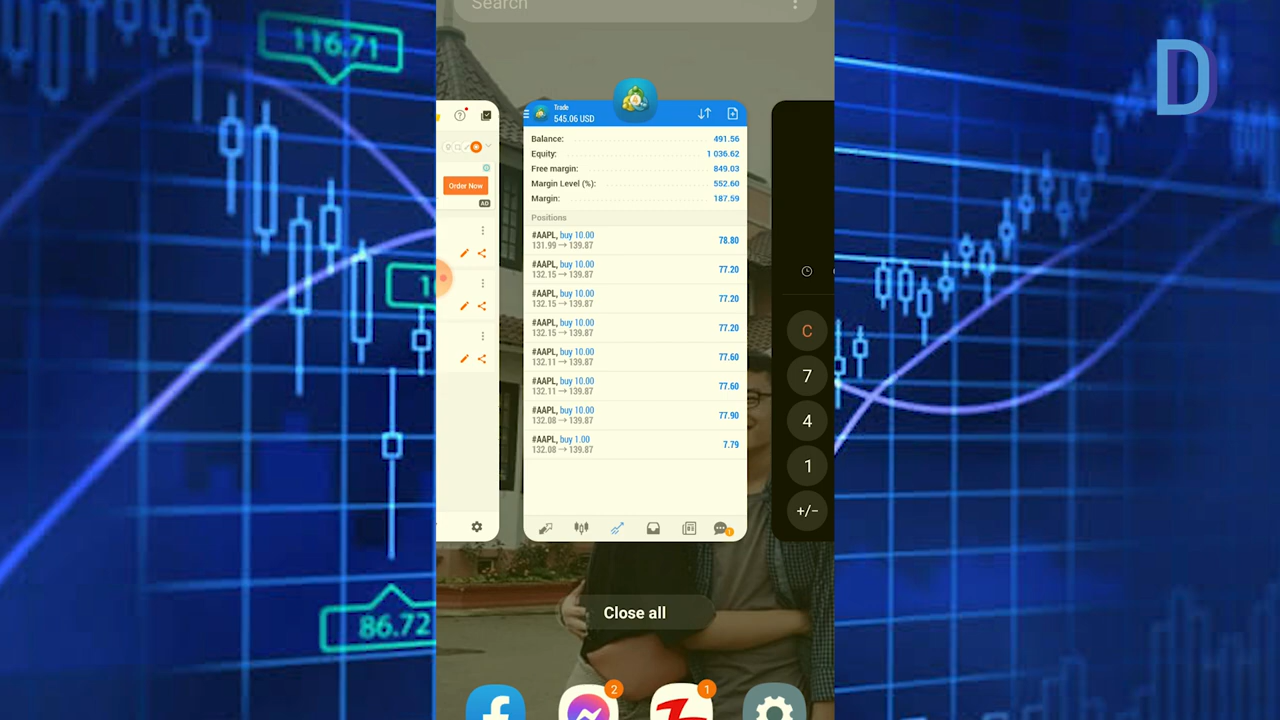 Search
116.71
D
Trade
545.06 USD
Balance: 491.56
Equity: 1 036.62
Free margin: 849.03
Margin Level (%): 552.60
Margin: 187.59
Positions
#AAPL, buy 10.00
131.99 → 139.87 78.80
#AAPL, buy 10.00
132.15 → 139.87 77.20
#AAPL, buy 10.00
132.15 → 139.87 77.20
#AAPL, buy 10.00
132.15 → 139.87 77.20
#AAPL, buy 10.00
132.11 → 139.87 77.60
#AAPL, buy 10.00
132.11 → 139.87 77.60
#AAPL, buy 10.00
132.08 → 139.87 77.90
#AAPL, buy 1.00
132.08 → 139.87 7.79
Order Now
AD
1
C
7
4
1
+/−
86.72
Close all
2
1